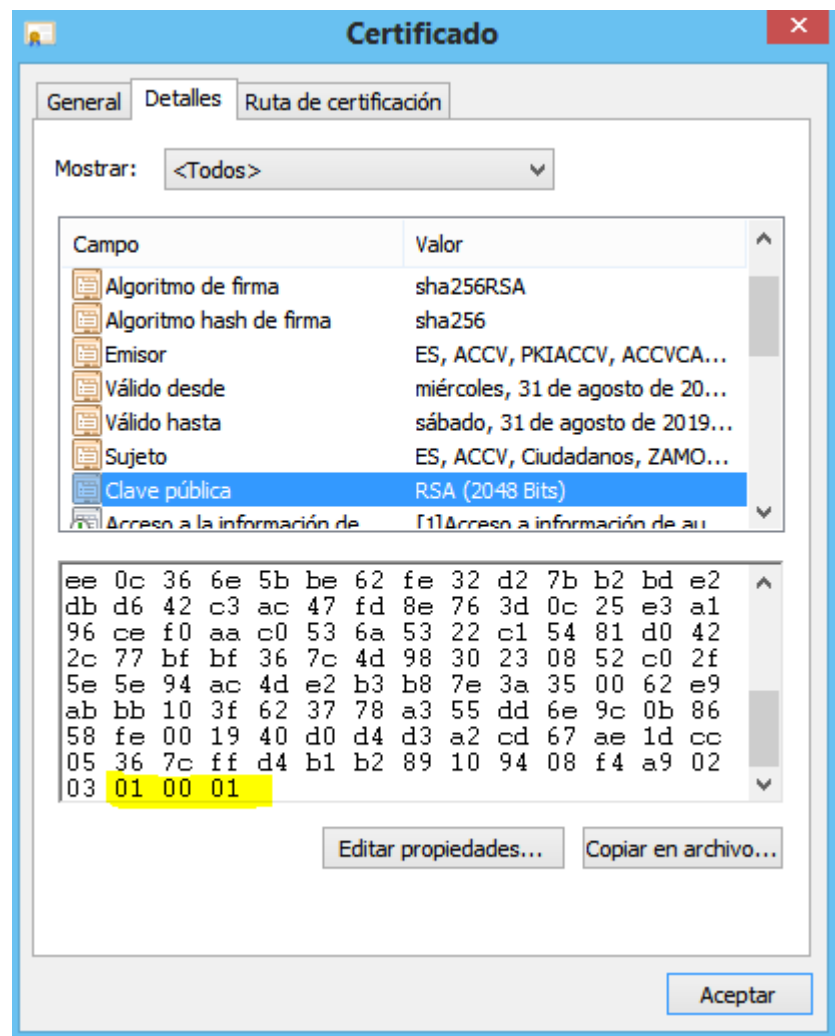 Certificado
General Detalles Ruta de certificación
Mostrar: <Todos>
Campo Valor
Algoritmo de firma sha256RSA
Algoritmo hash de firma sha256
Emisor ES, ACCV, PKIACCV, ACCVCA...
Válido desde miércoles, 31 de agosto de 20...
Válido hasta sábado, 31 de agosto de 2019...
Sujeto ES, ACCV, Ciudadanos, ZAMO...
Clave pública RSA (2048 Bits)
Acceso a la información de [1]Acceso a información de au
ee 0c 36 6e 5b be 62 fe 32 d2 7b b2 bd e2
db d6 42 c3 ac 47 fd 8e 76 3d 0c 25 e3 a1
96 ce f0 aa c0 53 6a 53 22 c1 54 81 d0 42
2c 77 bf bf 36 7c 4d 98 30 23 08 52 c0 2f
5e 5e 94 ac 4d e2 b3 b8 7e 3a 35 00 62 e9
ab bb 10 3f 62 37 78 a3 55 dd 6e 9c 0b 86
58 fe 00 19 40 d0 d4 d3 a2 cd 67 ae 1d cc
05 36 7c ff d4 b1 b2 89 10 94 08 f4 a9 02
03 01 00 01
Editar propiedades... Copiar en archivo...
Aceptar